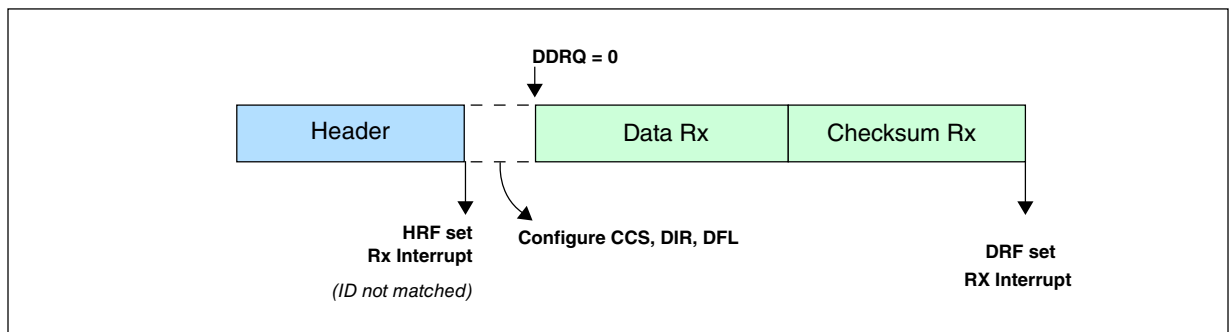 DDRQ = 0
Header
Data Rx
Checksum Rx
HRF set
Rx Interrupt
(ID not matched)
Configure CCS, DIR, DFL
DRF set
RX Interrupt